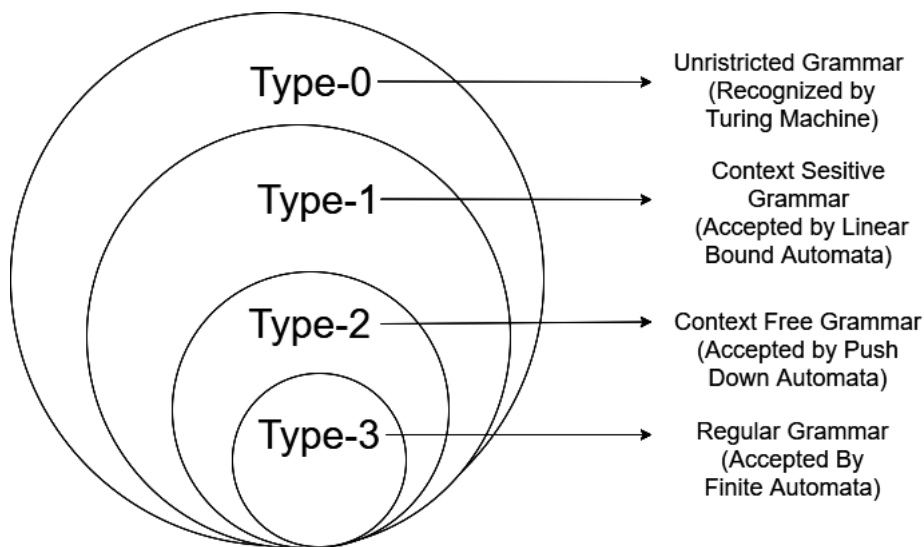 Type-0
Unristricted Grammar
(Recognized by
Turing Machine)
Type-1
Context Sesitive
Grammar
(Accepted by Linear
Bound Automata)
Type-2
Context Free Grammar
(Accepted by Push
Down Automata)
Type-3
Regular Grammar
(Accepted By
Finite Automata)